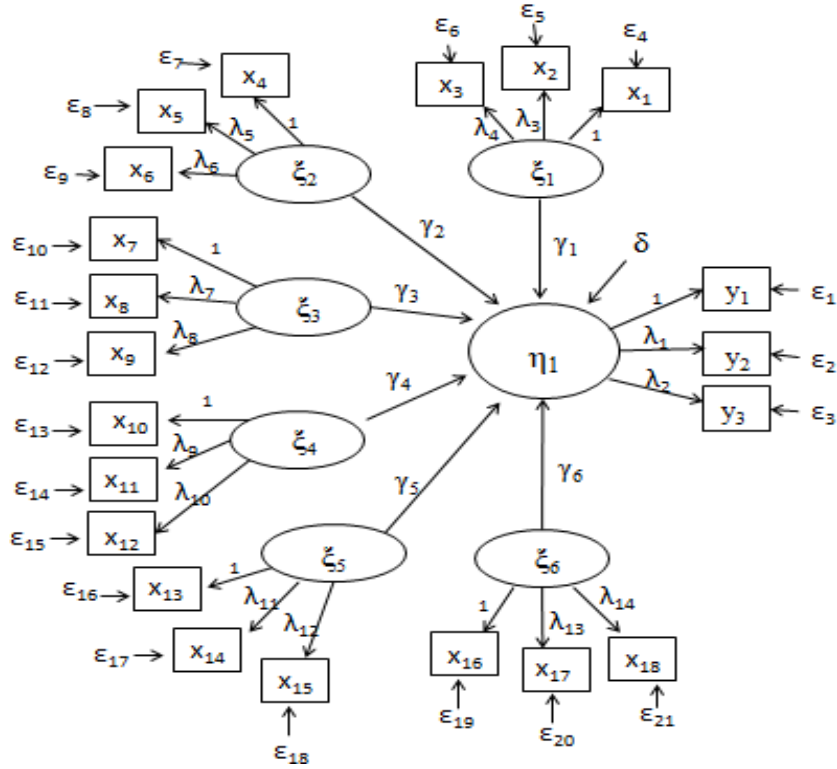 ε₇ x₄
ε₈ x₅
ε₉ x₆
λ₅ 1
λ₆
ξ₂
ε₆ ε₅ ε₄
x₃ x₂ x₁
λ₄ λ₃ 1
ξ₁
γ₂ γ₁ δ
ε₁₀ x₇ 1
ε₁₁ x₈ λ₇
ε₁₂ x₉ λ₈
ξ₃
γ₃
η₁
1 y₁ ε₁
λ₁ y₂ ε₂
λ₂ y₃ ε₃
γ₄
ε₁₃ x₁₀ 1
ε₁₄ x₁₁ λ₉
ε₁₅ x₁₂ λ₁₀
ξ₄
γ₅ γ₆
ξ₅
ε₁₆ x₁₃ 1
ε₁₇ x₁₄ λ₁₁
x₁₅ λ₁₂
ε₁₈
ξ₆
1 λ₁₃ λ₁₄
x₁₆ x₁₇ x₁₈
ε₁₉ ε₂₀ ε₂₁